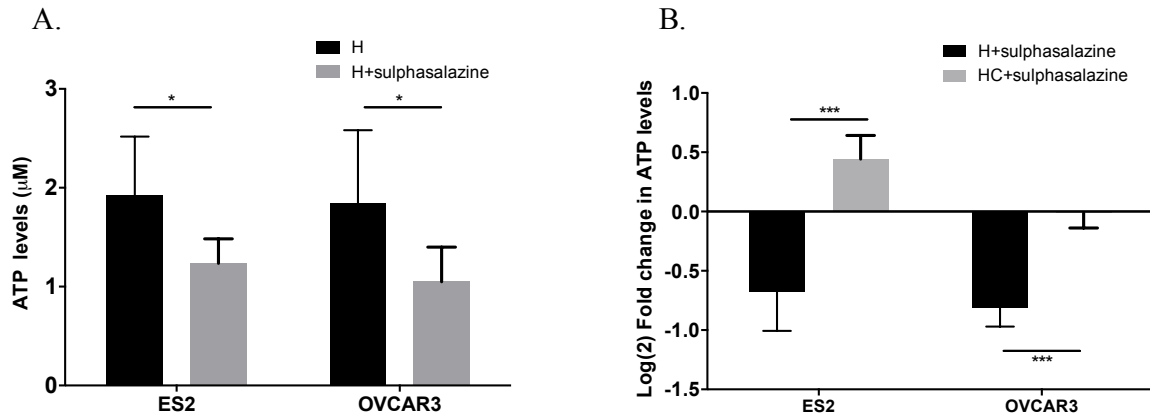 A.
H
H+sulphasalazine
ATP levels (µM)
3
2
1
0
*
*
ES2
OVCAR3
B.
H+sulphasalazine
HC+sulphasalazine
Log(2) Fold change in ATP levels
1.0
0.5
0.0
-0.5
-1.0
-1.5
***
***
ES2
OVCAR3